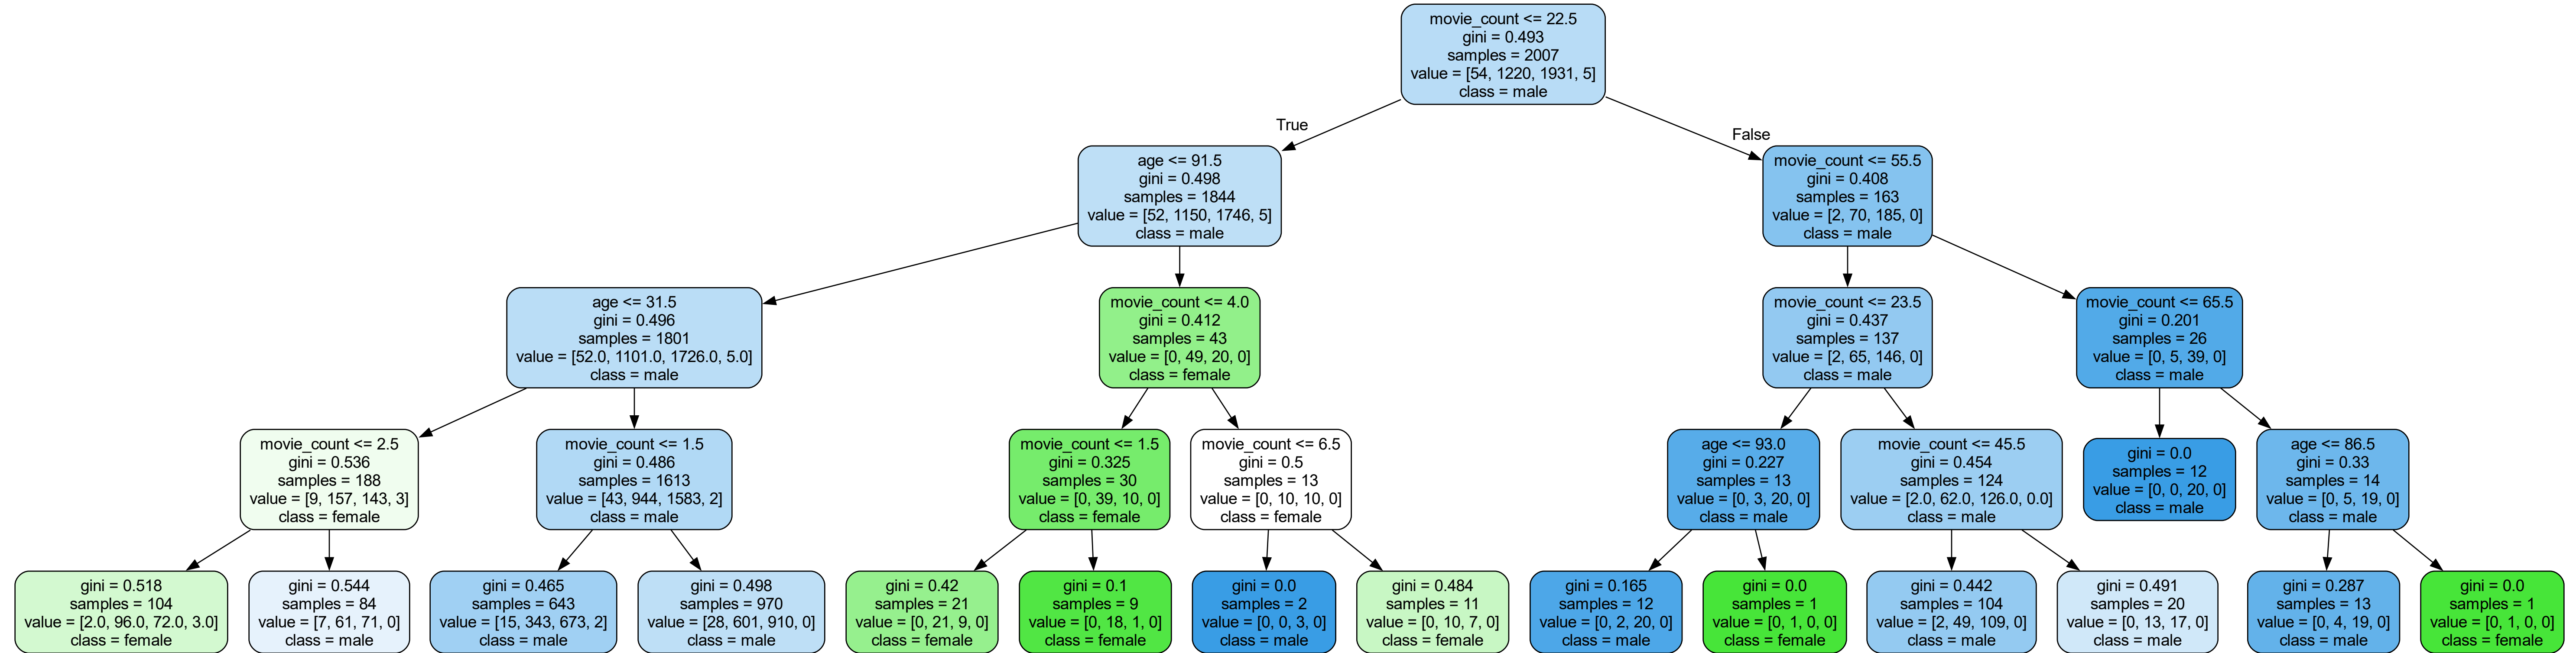 movie_count <= 22.5
gini = 0.493
samples = 2007
value = [54, 1220, 1931, 5]
class = male
True
False
age <= 91.5
gini = 0.498
samples = 1844
value = [52, 1150, 1746, 5]
class = male
movie_count <= 55.5
gini = 0.408
samples = 163
value = [2, 70, 185, 0]
class = male
age <= 31.5
gini = 0.496
samples = 1801
value = [52.0, 1101.0, 1726.0, 5.0]
class = male
movie_count <= 4.0
gini = 0.412
samples = 43
value = [0, 49, 20, 0]
class = female
movie_count <= 23.5
gini = 0.437
samples = 137
value = [2, 65, 146, 0]
class = male
movie_count <= 65.5
gini = 0.201
samples = 26
value = [0, 5, 39, 0]
class = male
movie_count <= 2.5
gini = 0.536
samples = 188
value = [9, 157, 143, 3]
class = female
movie_count <= 1.5
gini = 0.486
samples = 1613
value = [43, 944, 1583, 2]
class = male
movie_count <= 1.5
gini = 0.325
samples = 30
value = [0, 39, 10, 0]
class = female
movie_count <= 6.5
gini = 0.5
samples = 13
value = [0, 10, 10, 0]
class = female
age <= 93.0
gini = 0.227
samples = 13
value = [0, 3, 20, 0]
class = male
movie_count <= 45.5
gini = 0.454
samples = 124
value = [2.0, 62.0, 126.0, 0.0]
class = male
gini = 0.0
samples = 12
value = [0, 0, 20, 0]
class = male
age <= 86.5
gini = 0.33
samples = 14
value = [0, 5, 19, 0]
class = male
gini = 0.518
samples = 104
value = [2.0, 96.0, 72.0, 3.0]
class = female
gini = 0.544
samples = 84
value = [7, 61, 71, 0]
class = male
gini = 0.465
samples = 643
value = [15, 343, 673, 2]
class = male
gini = 0.498
samples = 970
value = [28, 601, 910, 0]
class = male
gini = 0.42
samples = 21
value = [0, 21, 9, 0]
class = female
gini = 0.1
samples = 9
value = [0, 18, 1, 0]
class = female
gini = 0.0
samples = 2
value = [0, 0, 3, 0]
class = male
gini = 0.484
samples = 11
value = [0, 10, 7, 0]
class = female
gini = 0.165
samples = 12
value = [0, 2, 20, 0]
class = male
gini = 0.0
samples = 1
value = [0, 1, 0, 0]
class = female
gini = 0.442
samples = 104
value = [2, 49, 109, 0]
class = male
gini = 0.491
samples = 20
value = [0, 13, 17, 0]
class = male
gini = 0.287
samples = 13
value = [0, 4, 19, 0]
class = male
gini = 0.0
samples = 1
value = [0, 1, 0, 0]
class = female